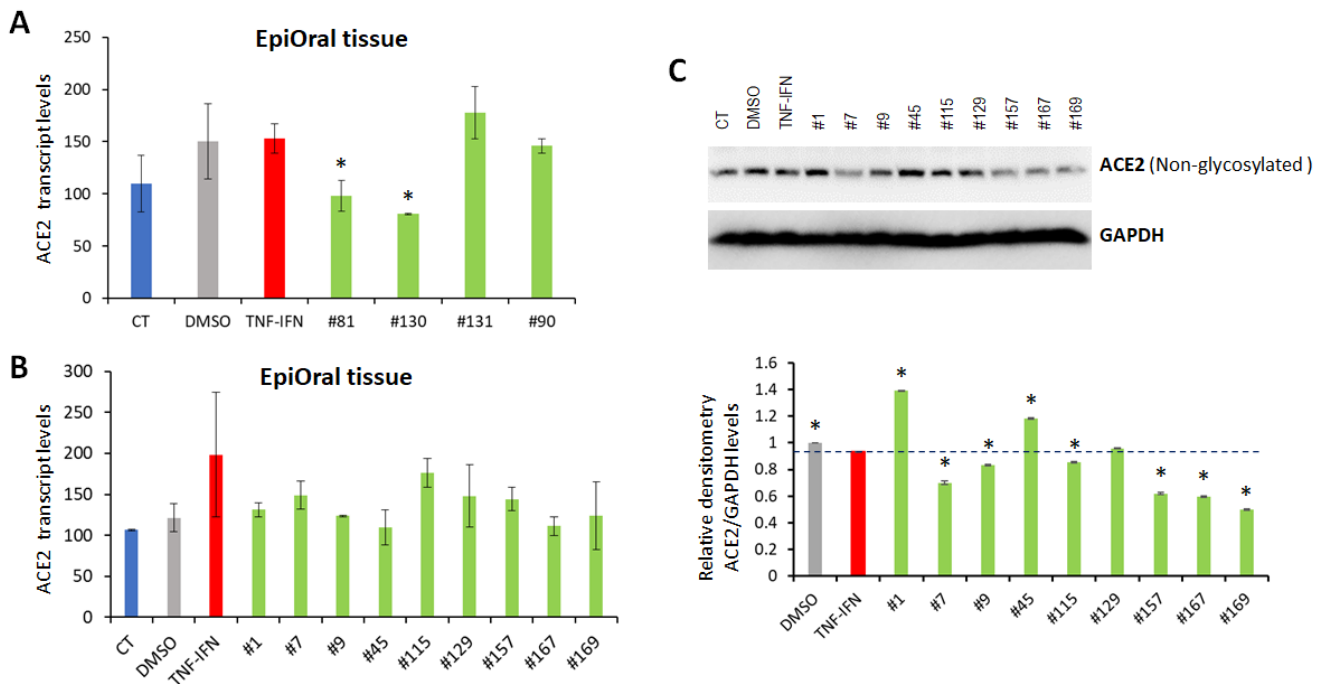 A
EpiOral tissue
ACE2 transcript levels
250
200
150
100
50
0
*
*
CT DMSO TNF-IFN #81 #130 #131 #90
B
EpiOral tissue
ACE2 transcript levels
300
250
200
150
100
50
0
CT DMSO TNF-IFN #1 #7 #9 #45 #115 #129 #157 #167 #169
C
CT DMSO TNF-IFN #1 #7 #9 #45 #115 #129 #157 #167 #169
ACE2 (Non-glycosylated )
GAPDH
Relative densitometry
ACE2/GAPDH levels
1.6
1.4
1.2
1
0.8
0.6
0.4
0.2
0
* * * * * * * * *
DMSO TNF-IFN #1 #7 #9 #45 #115 #129 #157 #167 #169